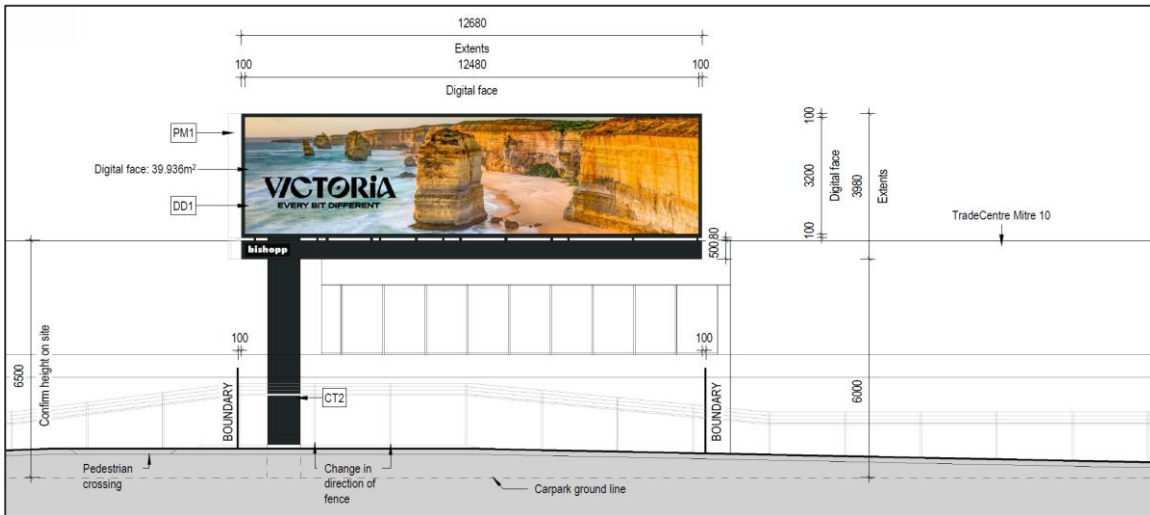 12680
Extents
100
12480
100
Digital face
PM1
Digital face: 39.936m²
DD1
VICTORIA
EVERY BIT DIFFERENT
bishopp
100
3200
100
Digital face
3980
Extents
TradeCentre Mitre 10
80
500
6500
Confirm height on site
100
100
BOUNDARY
BOUNDARY
CT2
6000
Pedestrian
crossing
Change in
direction of
fence
Carpark ground line